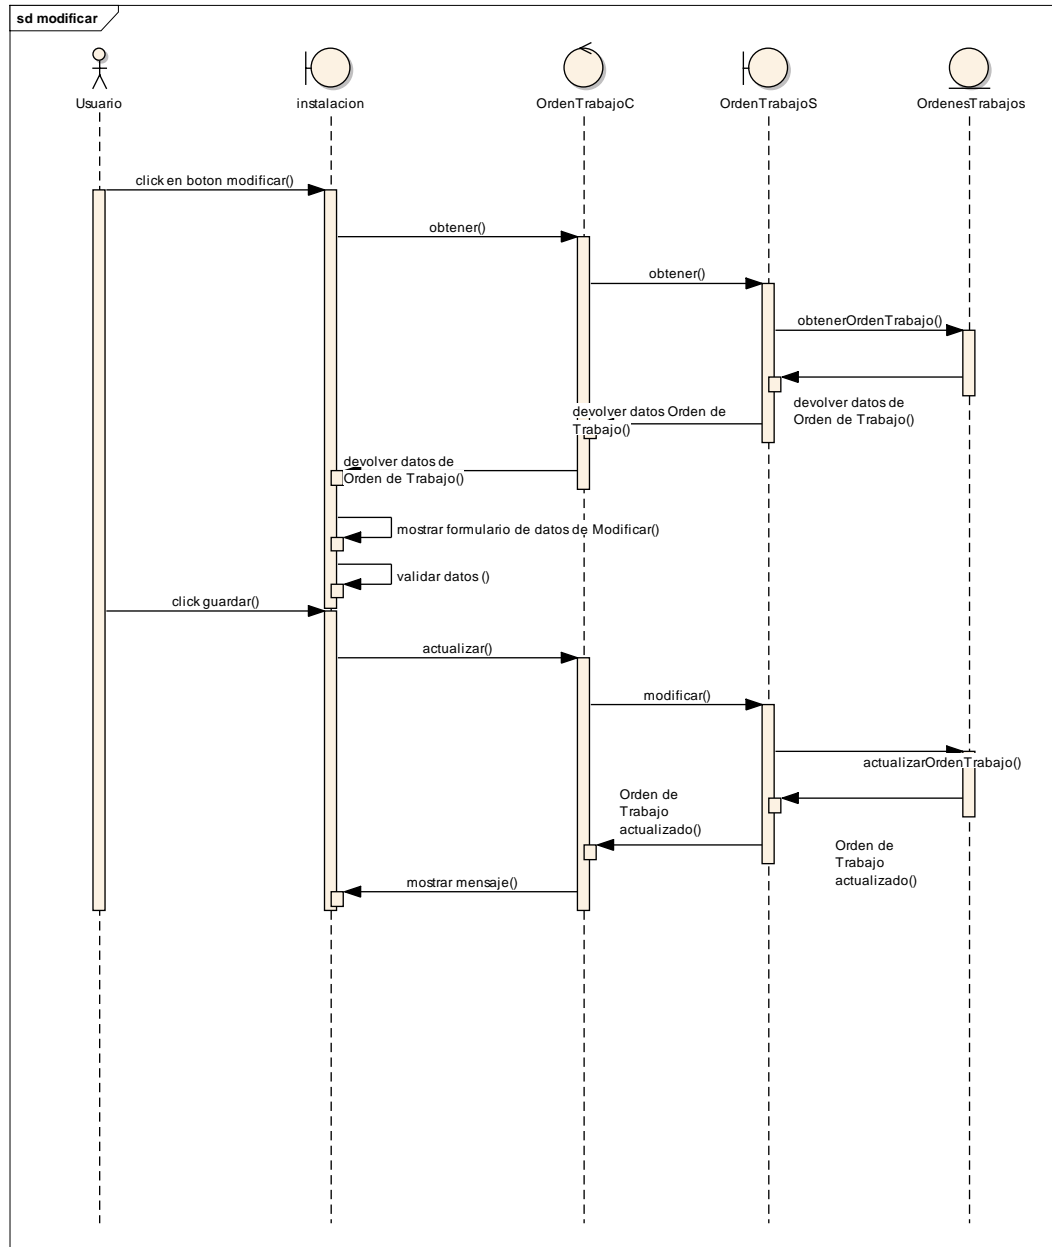 sd modificar
Usuario
instalacion
OrdenTrabajoC
OrdenTrabajoS
OrdenesTrabajos
click en boton modificar()
obtener()
obtener()
obtenerOrdenTrabajo()
devolver datos de
Orden de Trabajo()
devolver datos Orden de
Trabajo()
devolver datos de
Orden de Trabajo()
mostrar formulario de datos de Modificar()
validar datos ()
click guardar()
actualizar()
modificar()
actualizarOrdenTrabajo()
Orden de
Trabajo
actualizado()
Orden de
Trabajo
actualizado()
mostrar mensaje()